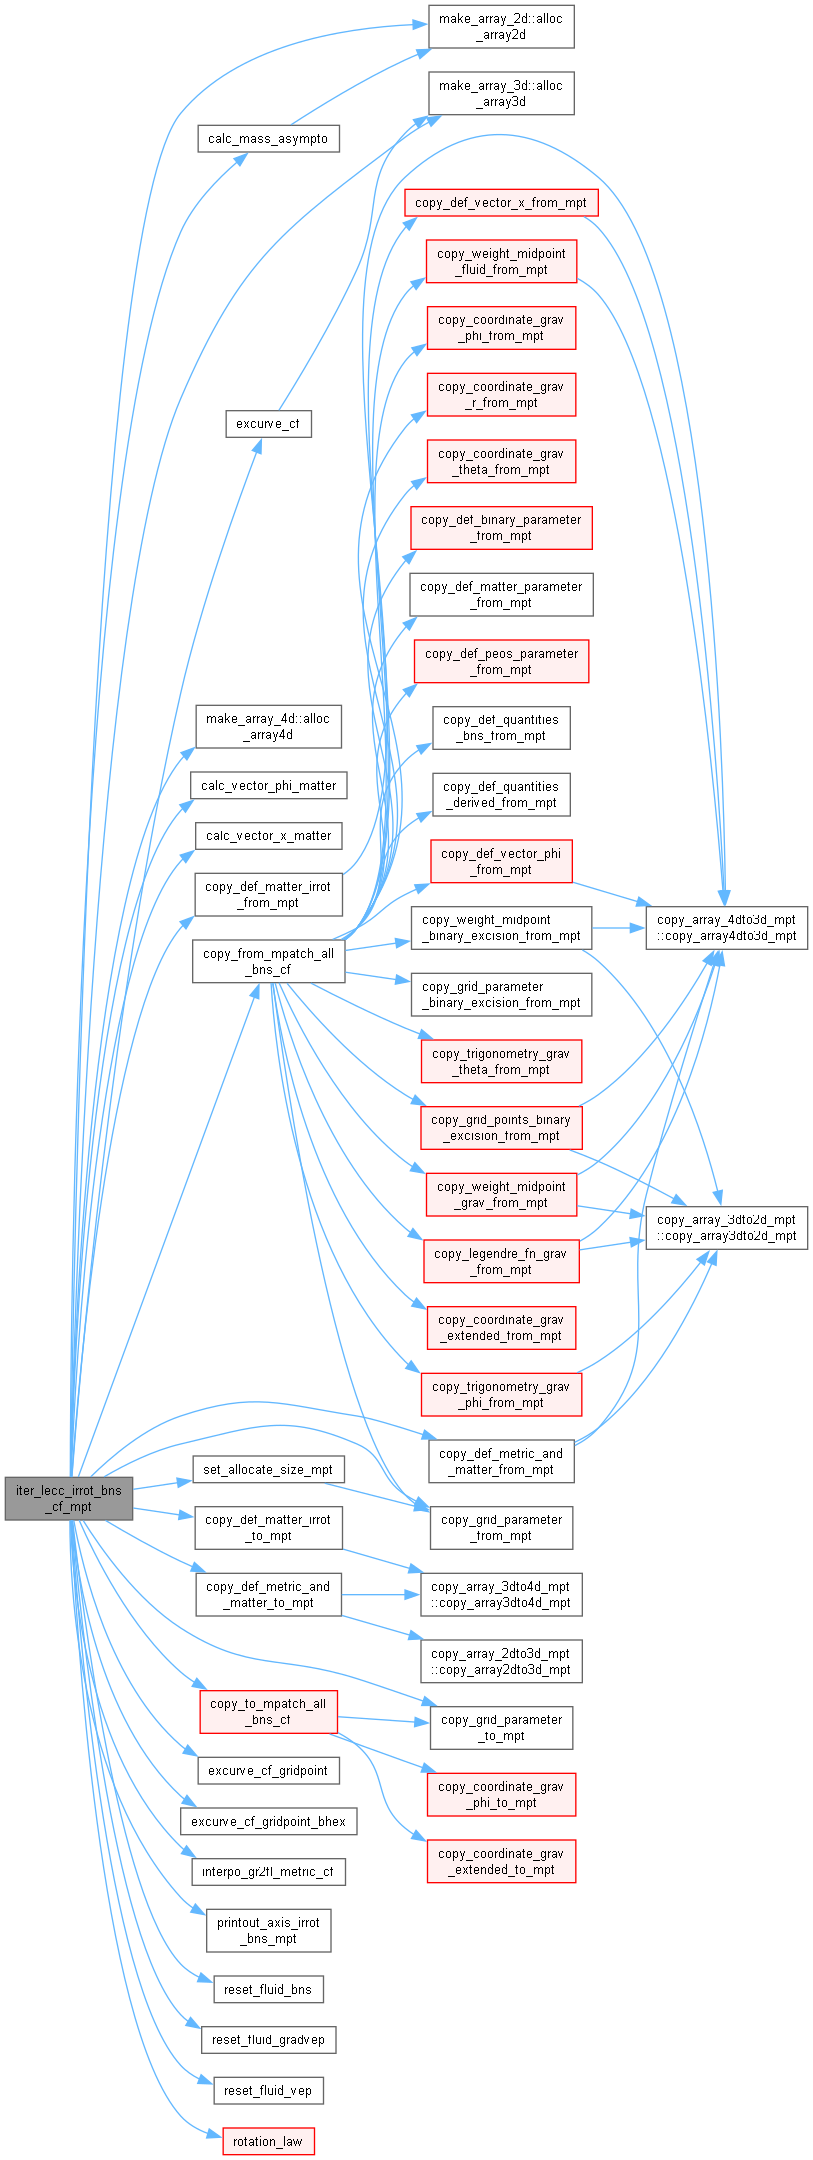 make_array_2d::alloc
_array2d
make_array_3d::alloc
_array3d
calc_mass_asympto
copy_def_vector_x_from_mpt
copy_weight_midpoint
_fluid_from_mpt
copy_coordinate_grav
_phi_from_mpt
copy_coordinate_grav
_r_from_mpt
excurve_cf
copy_coordinate_grav
_theta_from_mpt
copy_def_binary_parameter
_from_mpt
copy_def_matter_parameter
_from_mpt
copy_def_peos_parameter
_from_mpt
make_array_4d::alloc
_array4d
copy_def_quantities
_bns_from_mpt
calc_vector_phi_matter
copy_def_quantities
_derived_from_mpt
calc_vector_x_matter
copy_def_vector_phi
_from_mpt
copy_def_matter_irrot
_from_mpt
copy_weight_midpoint
_binary_excision_from_mpt
copy_array_4dto3d_mpt
::copy_array4dto3d_mpt
copy_from_mpatch_all
_bns_cf
copy_grid_parameter
_binary_excision_from_mpt
copy_trigonometry_grav
_theta_from_mpt
copy_grid_points_binary
_excision_from_mpt
copy_weight_midpoint
_grav_from_mpt
copy_array_3dto2d_mpt
::copy_array3dto2d_mpt
copy_legendre_fn_grav
_from_mpt
copy_coordinate_grav
_extended_from_mpt
copy_trigonometry_grav
_phi_from_mpt
copy_def_metric_and
_matter_from_mpt
set_allocate_size_mpt
iter_lecc_irrot_bns
_cf_mpt
copy_grid_parameter
_from_mpt
copy_def_matter_irrot
_to_mpt
copy_def_metric_and
_matter_to_mpt
copy_array_3dto4d_mpt
::copy_array3dto4d_mpt
copy_array_2dto3d_mpt
::copy_array2dto3d_mpt
copy_to_mpatch_all
_bns_cf
copy_grid_parameter
_to_mpt
excurve_cf_gridpoint
copy_coordinate_grav
_phi_to_mpt
excurve_cf_gridpoint_bhex
copy_coordinate_grav
_extended_to_mpt
interpo_gr2fl_metric_cf
printout_axis_irrot
_bns_mpt
reset_fluid_bns
reset_fluid_gradvep
reset_fluid_vep
rotation_law